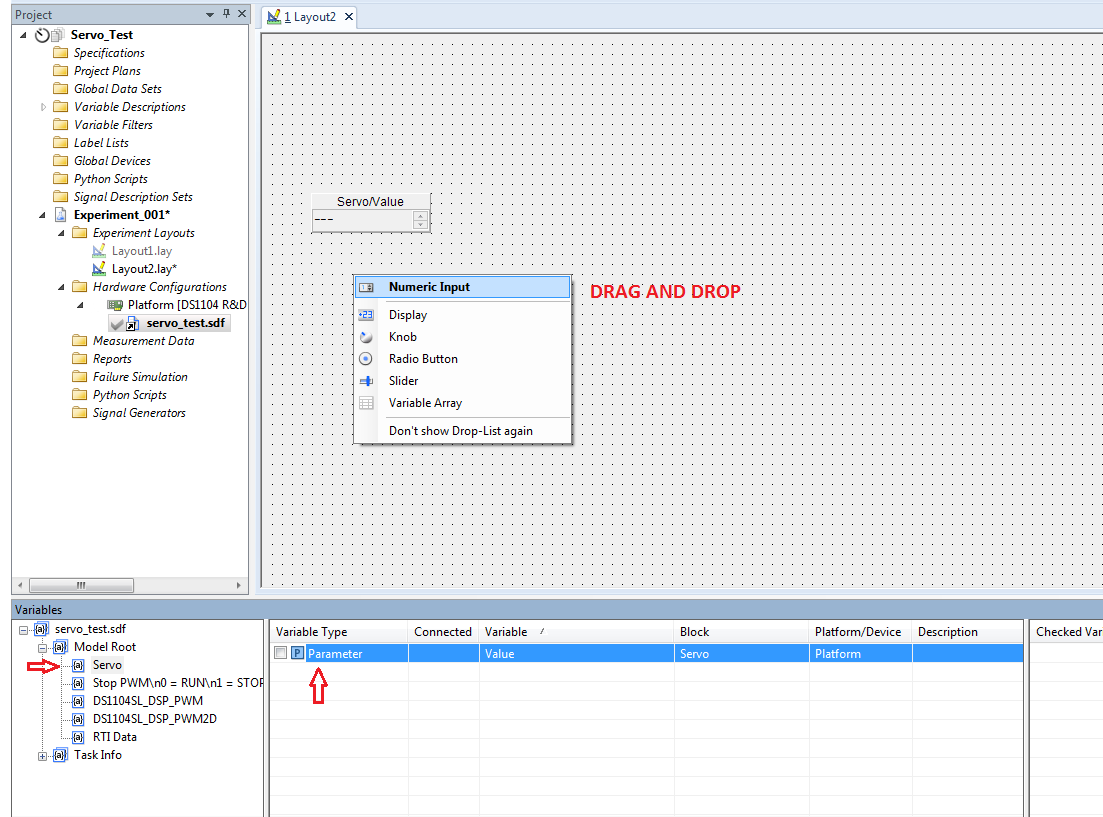 Project
Servo_Test
Specifications
Project Plans
Global Data Sets
Variable Descriptions
Variable Filters
Label Lists
Global Devices
Python Scripts
Signal Description Sets
Experiment_001*
Experiment Layouts
Layout1.lay
Layout2.lay*
Hardware Configurations
Platform [DS1104 R&D
servo_test.sdf
Measurement Data
Reports
Failure Simulation
Python Scripts
Signal Generators
1 Layout2
Servo/Value
---
Numeric Input
Display
Knob
Radio Button
Slider
Variable Array
Don't show Drop-List again
DRAG AND DROP
Variables
servo_test.sdf
Model Root
Servo
Stop PWM\n0 = RUN\n1 = STOP
DS1104SL_DSP_PWM
DS1104SL_DSP_PWM2D
RTI Data
Task Info
Variable Type Connected Variable Block Platform/Device Description
P Parameter Value Servo Platform
Checked Var